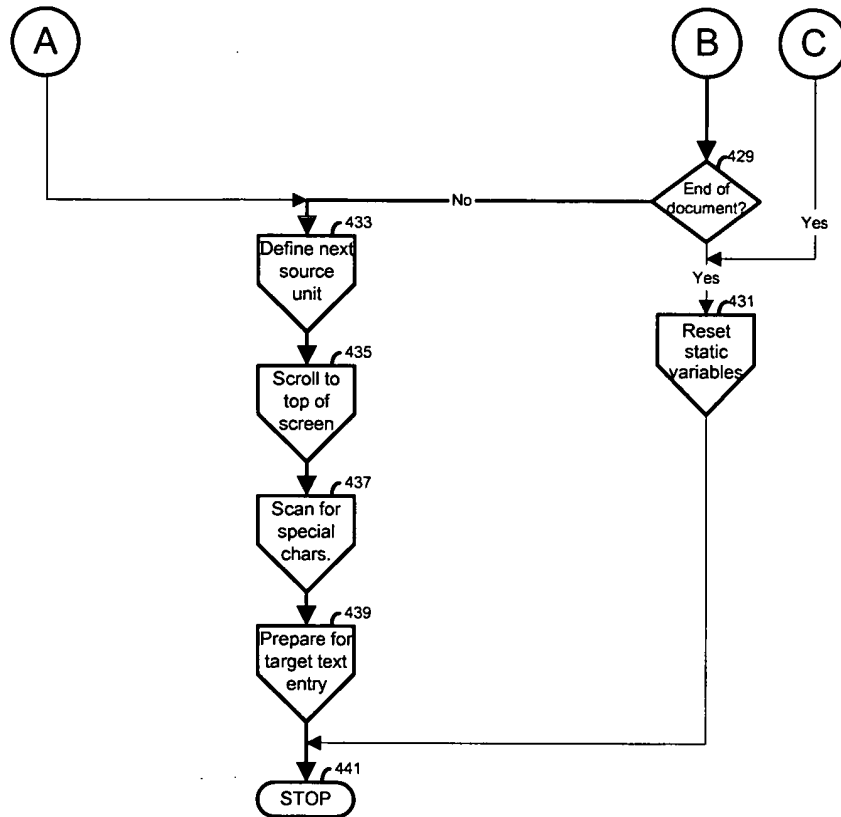 A
B
C
429
End of
document?
No
Yes
433
Define next
source
unit
Yes
431
Reset
static
variables
435
Scroll to
top of
screen
437
Scan for
special
chars.
439
Prepare for
target text
entry
441
STOP